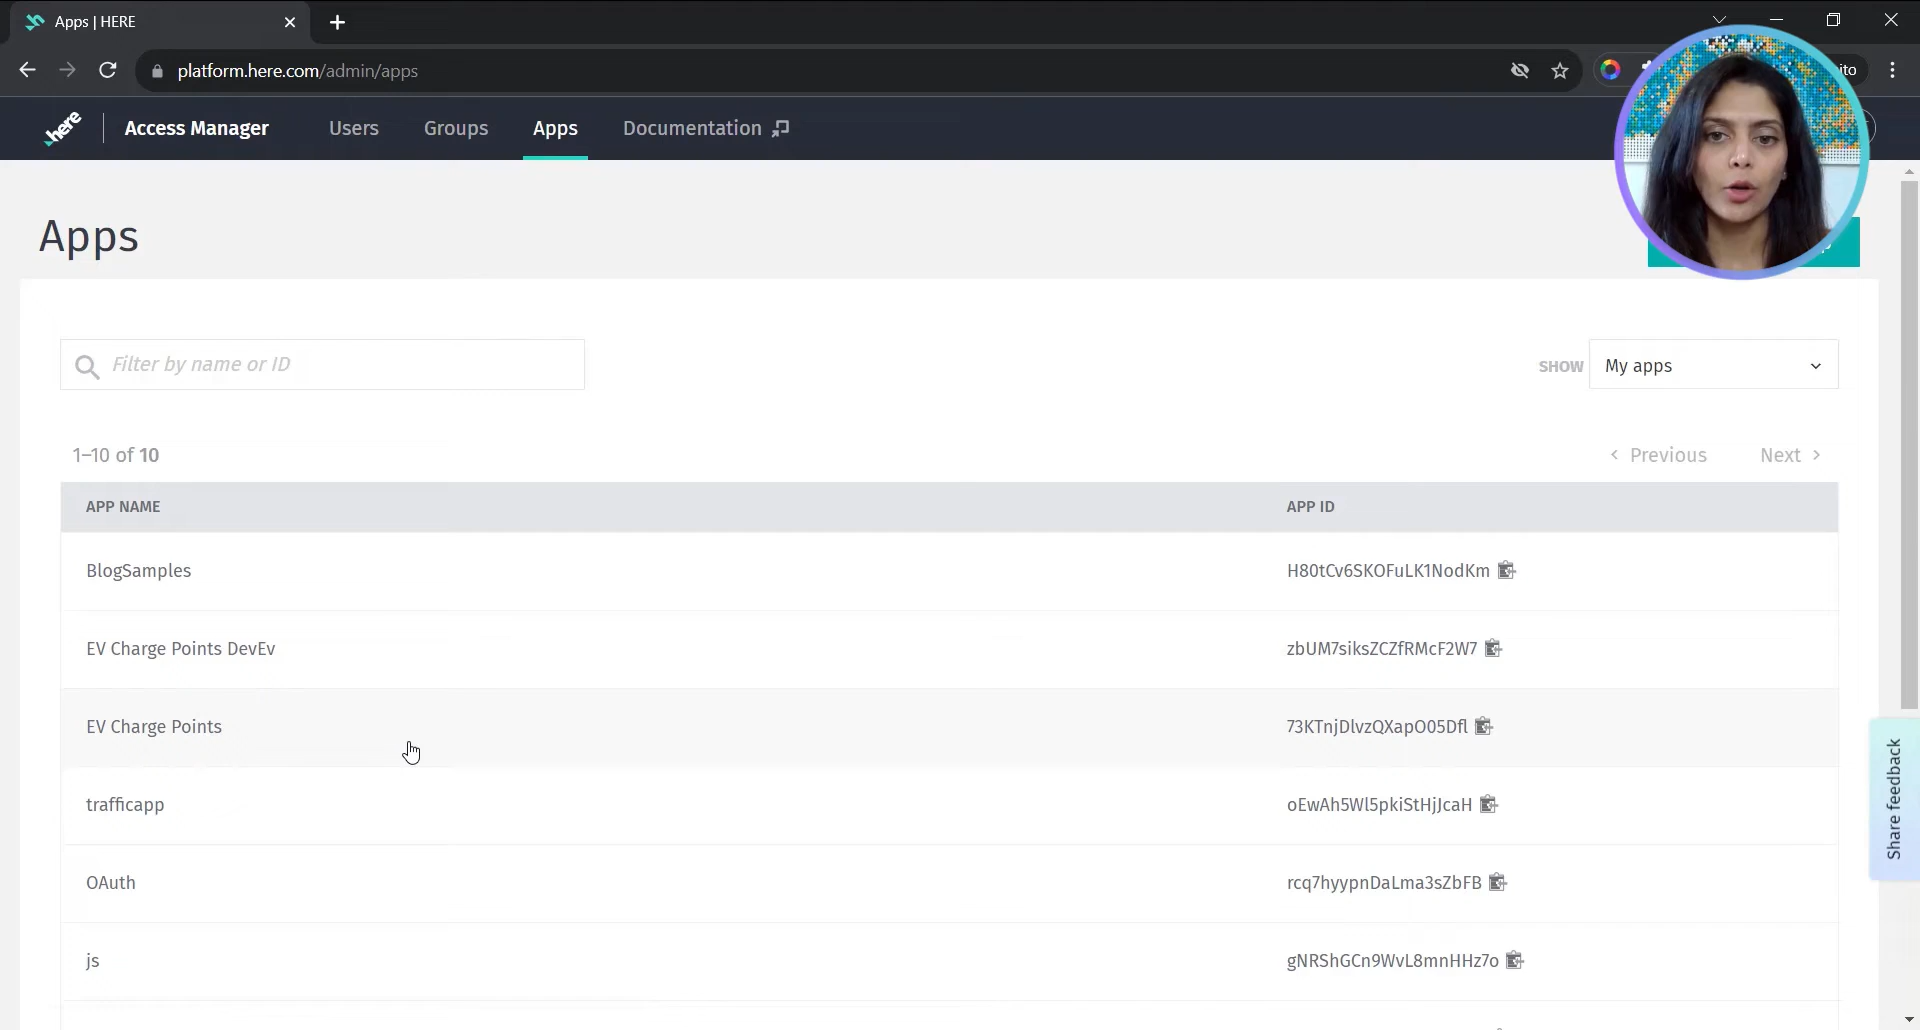 Apps | HERE
platform.here.com/admin/apps
ito
here
Access Manager
Users
Groups
Apps
Documentation
Apps
Filter by name or ID
SHOW
My apps
1–10 of 10
Previous
Next
APP NAME
APP ID
BlogSamples
H80tCv6SKOFuLK1NodKm
EV Charge Points DevEv
zbUM7siksZCZfRMcF2W7
EV Charge Points
73KTnjDlvzQXapO05Dfl
trafficapp
oEwAh5Wl5pkiStHjJcaH
OAuth
rcq7hyypnDaLma3sZbFB
js
gNRShGCn9WvL8mnHHz7o
Share feedback